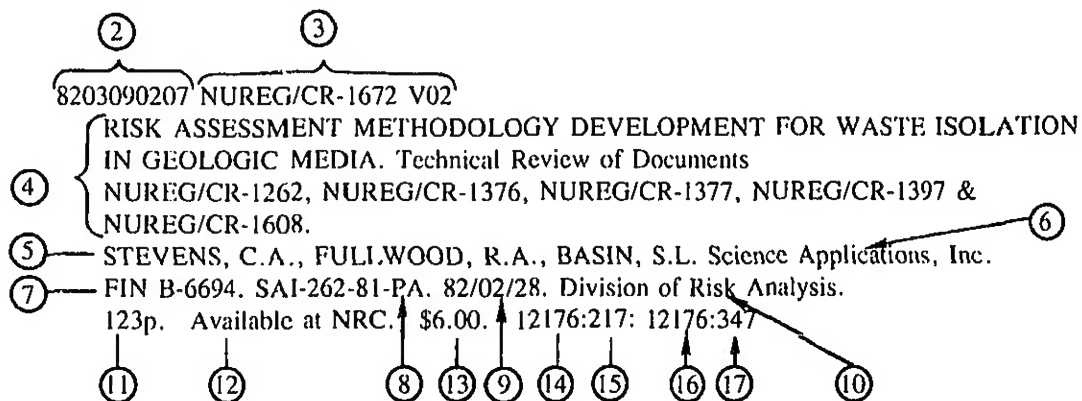 ② ③
8203090207 NUREG/CR-1672 V02
RISK ASSESSMENT METHODOLOGY DEVELOPMENT FOR WASTE ISOLATION
IN GEOLOGIC MEDIA. Technical Review of Documents
④ NUREG/CR-1262, NUREG/CR-1376, NUREG/CR-1377, NUREG/CR-1397 &
NUREG/CR-1608.
⑥
⑤ STEVENS, C.A., FULLWOOD, R.A., BASIN, S.L. Science Applications, Inc.
⑦ FIN B-6694. SAI-262-81-PA. 82/02/28. Division of Risk Analysis.
123p. Available at NRC. $6.00. 12176:217: 12176:347
⑪ ⑫ ⑧ ⑬ ⑨ ⑭ ⑮ ⑯ ⑰ ⑩